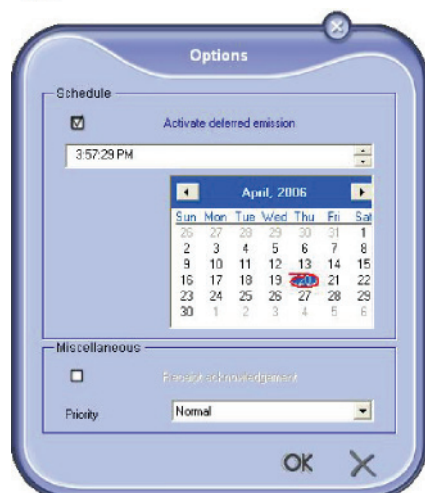 Options
Schedule
Activate deferred emission
3:57:29 PM
April, 2006
Sun Mon Tue Wed Thu Fri Sat
26 27 28 29 30 31 1
2 3 4 5 6 7 8
9 10 11 12 13 14 15
16 17 18 19 20 21 22
23 24 25 26 27 28 29
30 1 2 3 4 5 6
Miscellaneous
Receipt acknowledgement
Priority Normal
OK